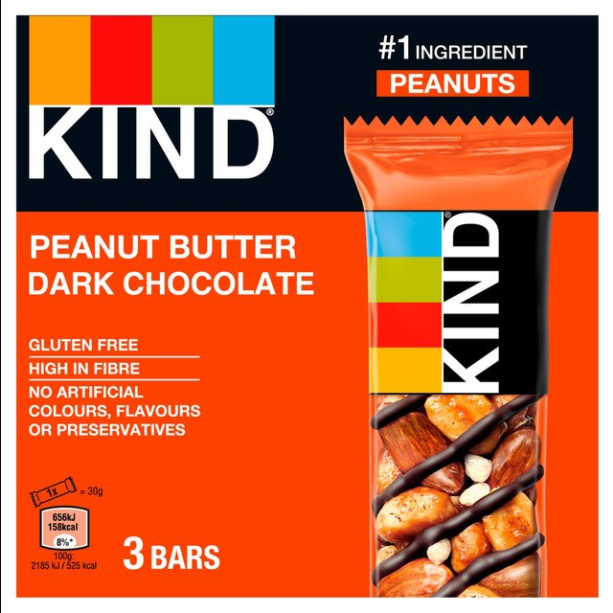 KIND®
#1 INGREDIENT
PEANUTS
PEANUT BUTTER
DARK CHOCOLATE
GLUTEN FREE
HIGH IN FIBRE
NO ARTIFICIAL
COLOURS, FLAVOURS
OR PRESERVATIVES
1x = 30g
656kJ
158kcal
8%*
100g:
2185 kJ / 525 kcal
3 BARS
KIND®